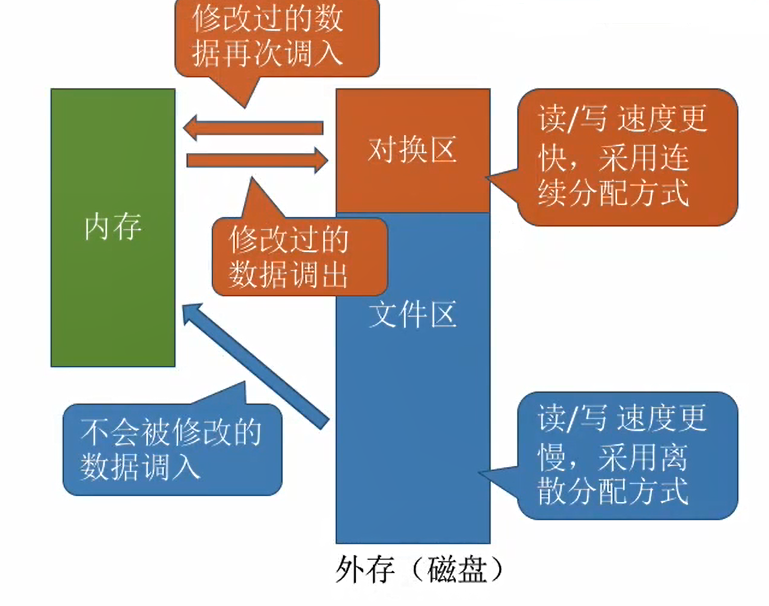 修改过的数
据再次调入
内存
对换区
读/写 速度更
快，采用连
续分配方式
修改过的
数据调出
文件区
不会被修改的
数据调入
读/写 速度更
慢，采用离
散分配方式
外存（磁盘）